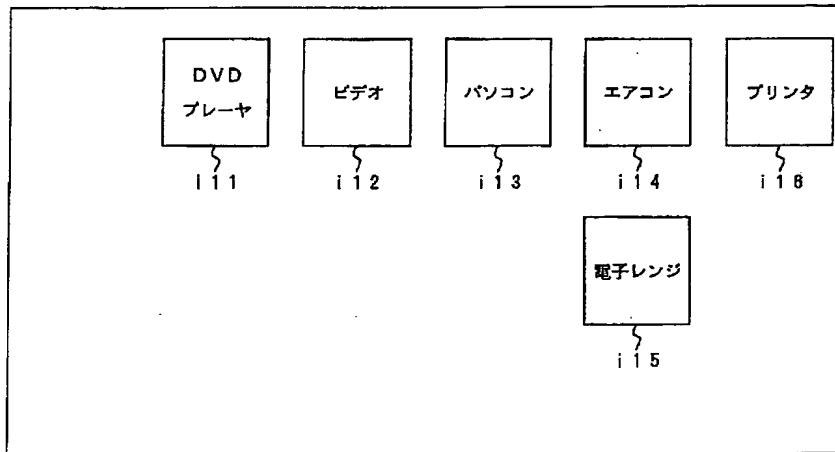 DVD
プレーヤ
ビデオ
パソコン
エアコン
プリンタ
i11
i12
i13
i14
i16
電子レンジ
i15